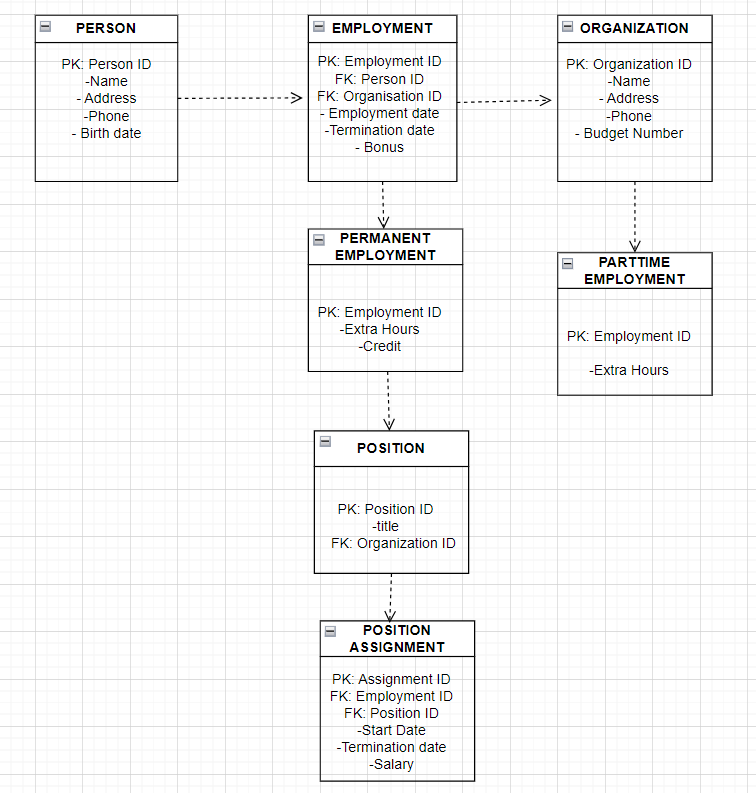 PERSON
PK: Person ID
-Name
- Address
-Phone
- Birth date
EMPLOYMENT
PK: Employment ID
FK: Person ID
FK: Organisation ID
- Employment date
-Termination date
- Bonus
ORGANIZATION
PK: Organization ID
-Name
- Address
-Phone
- Budget Number
PERMANENT
EMPLOYMENT
PK: Employment ID
-Extra Hours
-Credit
PARTTIME
EMPLOYMENT
PK: Employment ID
-Extra Hours
POSITION
PK: Position ID
-title
FK: Organization ID
POSITION
ASSIGNMENT
PK: Assignment ID
FK: Employment ID
FK: Position ID
-Start Date
-Termination date
-Salary